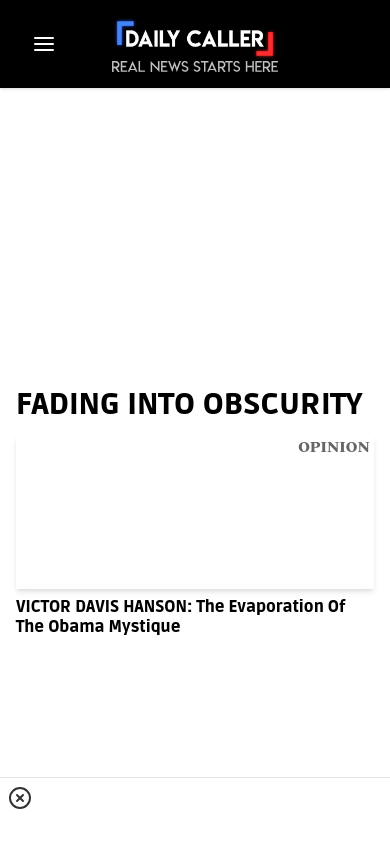 DAILY CALLER
REAL NEWS STARTS HERE
FADING INTO OBSCURITY
OPINION
VICTOR DAVIS HANSON: The Evaporation Of
The Obama Mystique